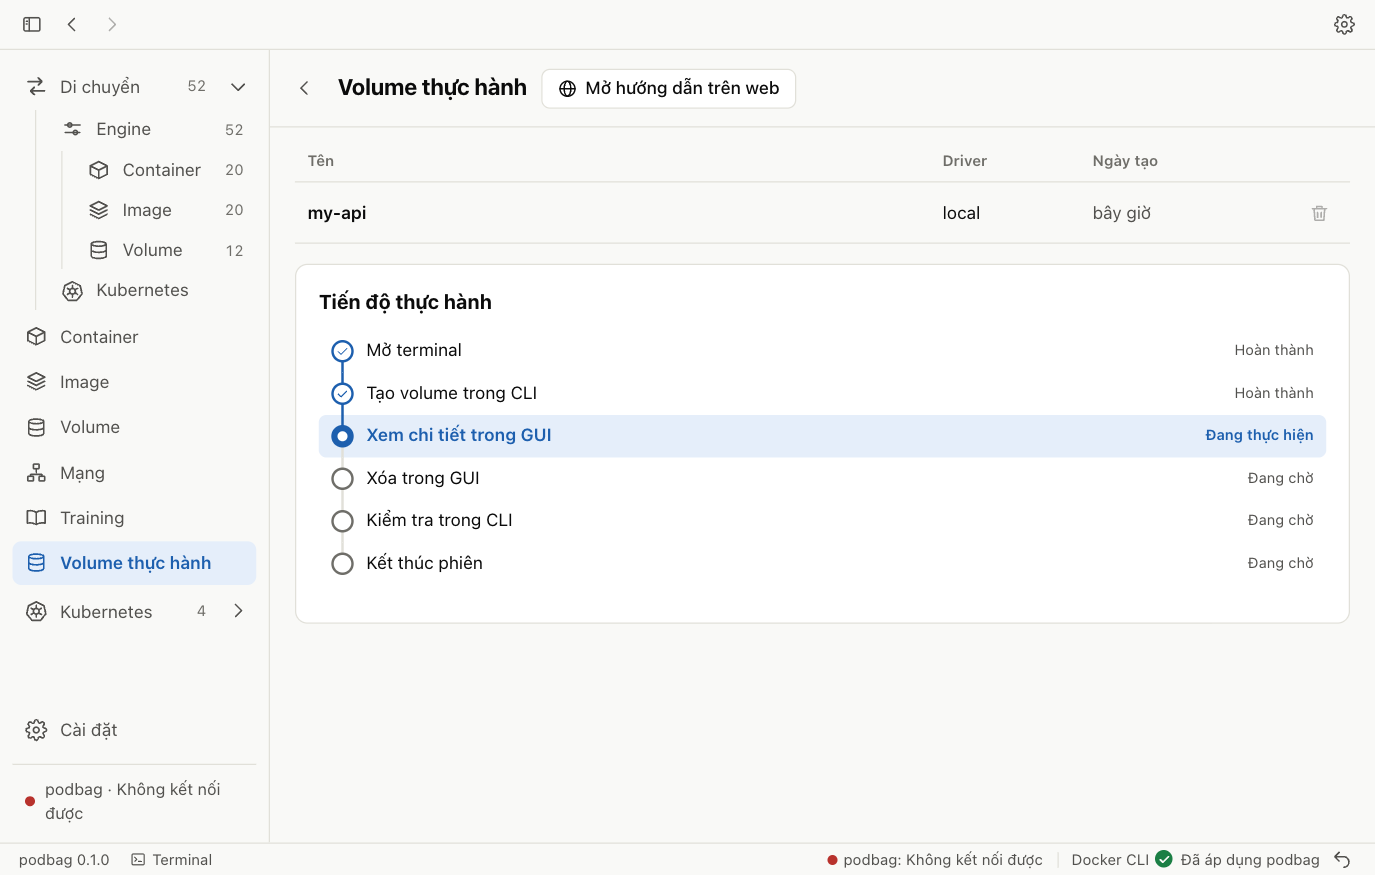 Di chuyển 52
Engine 52
Container 20
Image 20
Volume 12
Kubernetes
Container
Image
Volume
Mạng
Training
Volume thực hành
Kubernetes 4
Cài đặt
podbag · Không kết nối
được
Volume thực hành
Mở hướng dẫn trên web
Tên Driver Ngày tạo
my-api local bây giờ
Tiến độ thực hành
Mở terminal Hoàn thành
Tạo volume trong CLI Hoàn thành
Xem chi tiết trong GUI Đang thực hiện
Xóa trong GUI Đang chờ
Kiểm tra trong CLI Đang chờ
Kết thúc phiên Đang chờ
podbag 0.1.0 Terminal podbag: Không kết nối được Docker CLI Đã áp dụng podbag